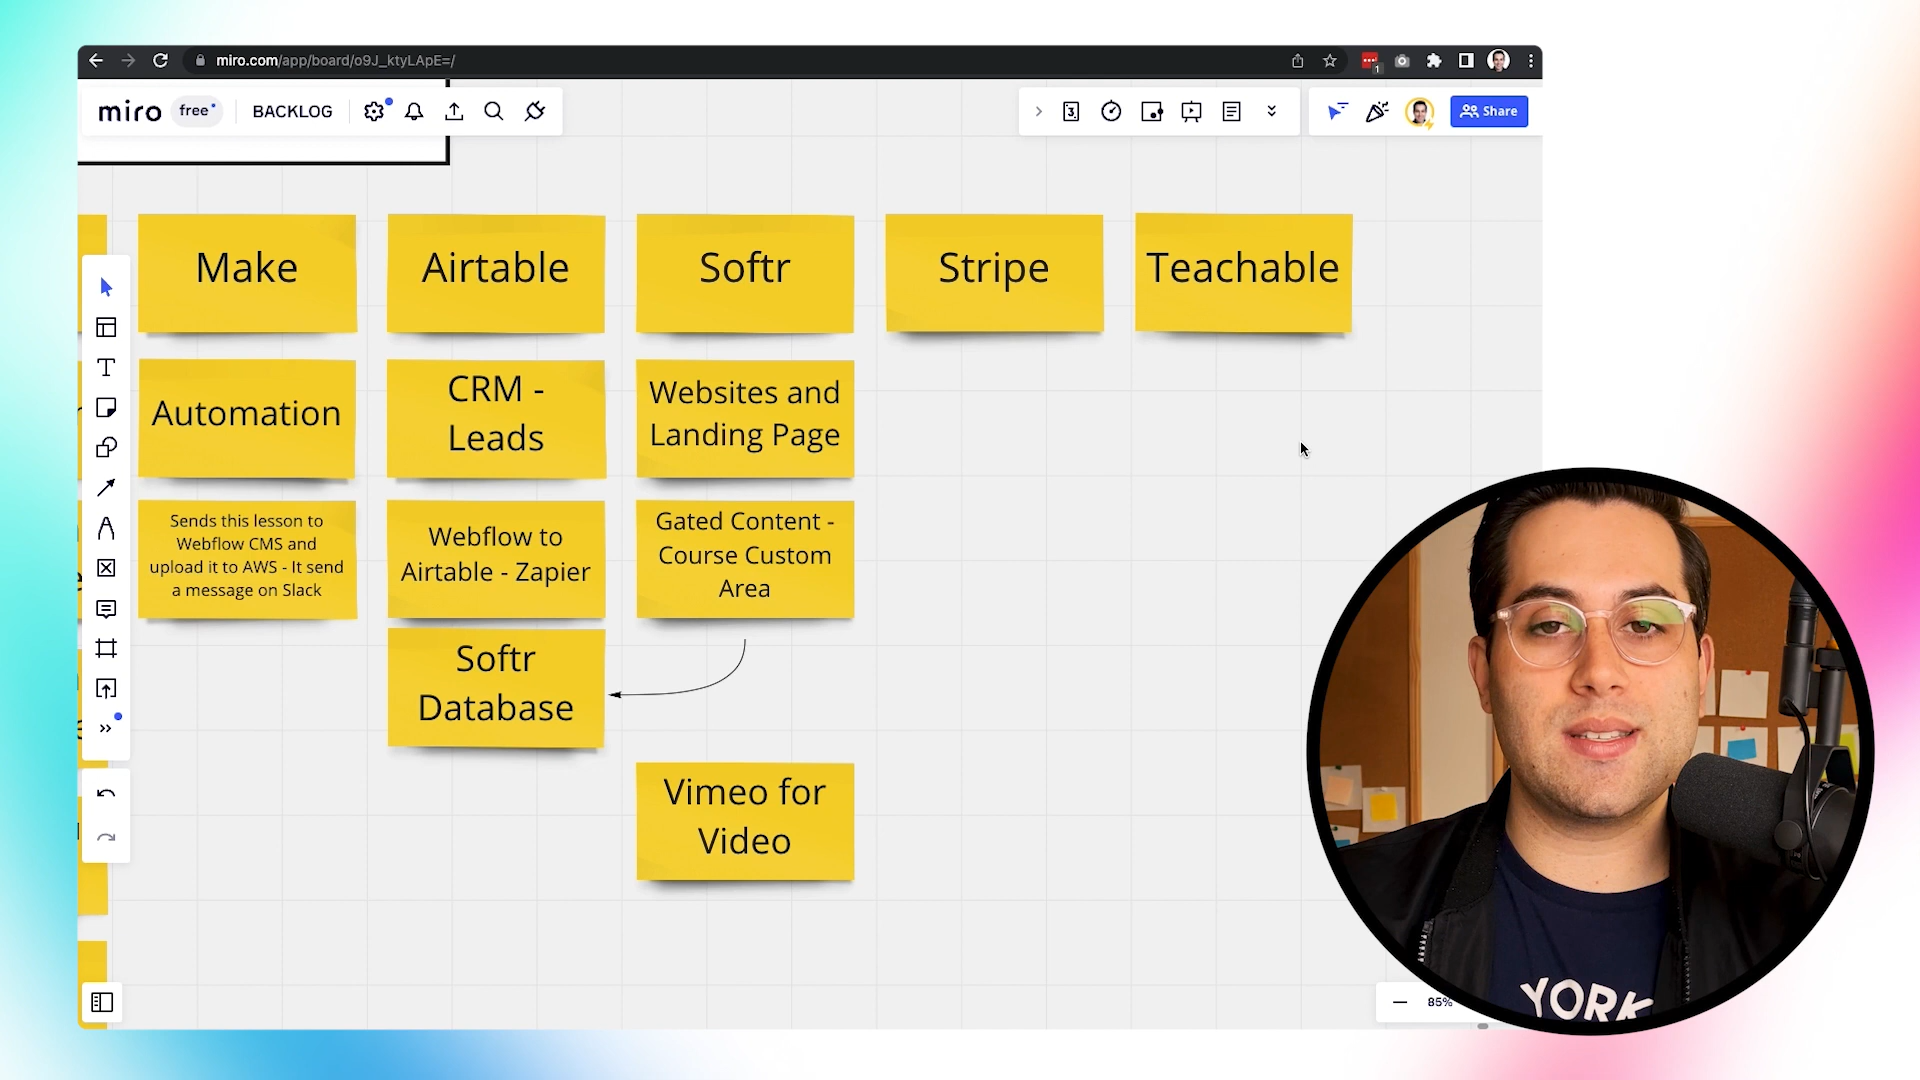 miro.com/app/board/o9J_ktyLApE=/
1
miro
free
BACKLOG
3
Share
Make
Airtable
Softr
Stripe
Teachable
Automation
CRM -
Leads
Websites and
Landing Page
Sends this lesson to
Webflow CMS and
upload it to AWS - It send
a message on Slack
Webflow to
Airtable - Zapier
Gated Content -
Course Custom
Area
Softr
Database
Vimeo for
Video
85%
YORK